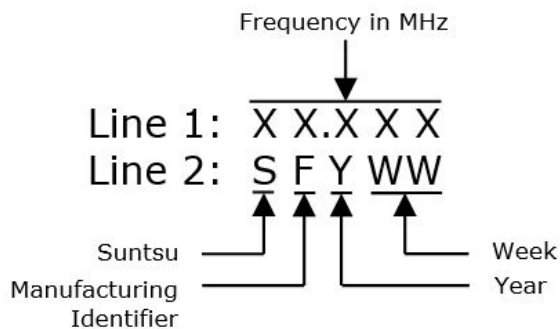 Frequency in MHz
Line 1: X X.X X X
Line 2: S F Y WW
Suntsu
Week
Manufacturing
Identifier
Year